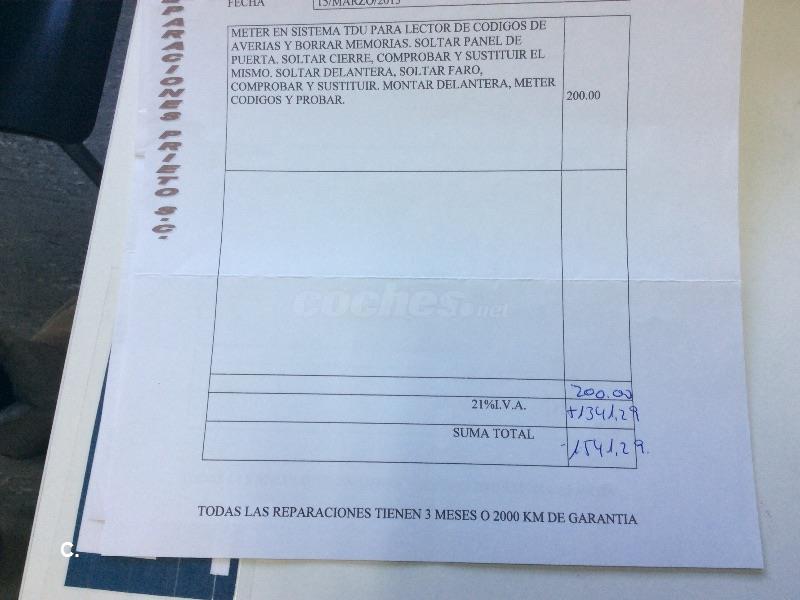 FECHA
15/MARZO/2013
METER EN SISTEMA TDU PARA LECTOR DE CODIGOS DE
AVERIAS Y BORRAR MEMORIAS. SOLTAR PANEL DE
PUERTA. SOLTAR CIERRE, COMPROBAR Y SUSTITUIR EL
MISMO. SOLTAR DELANTERA, SOLTAR FARO,
COMPROBAR Y SUSTITUIR. MONTAR DELANTERA, METER
CODIGOS Y PROBAR.
200.00
REPARACIONES PRIETO S.C.
coches.net
200.00
21%I.V.A.
+1341,29
SUMA TOTAL
1541,29.
TODAS LAS REPARACIONES TIENEN 3 MESES O 2000 KM DE GARANTIA
C.